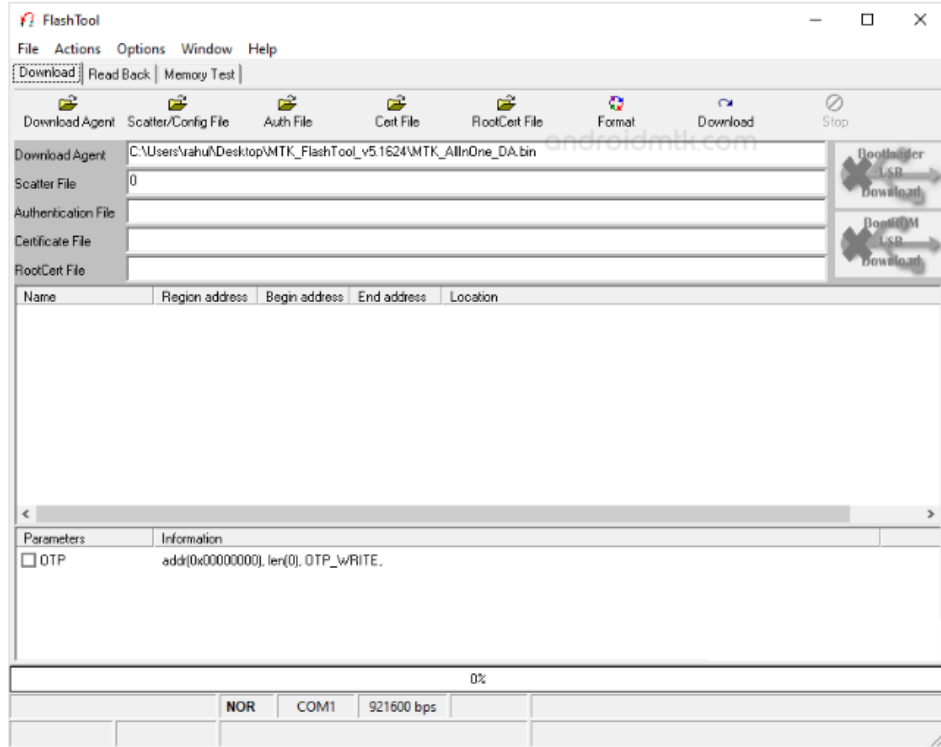 FlashTool
File Actions Options Window Help
Download Read Back Memory Test
Download Agent Scatter/Config File Auth File Cert File RootCert File Format Download Stop
androidmtk.com
Download Agent C:\Users\rahul\Desktop\MTK_FlashTool_v5.1624\MTK_AllInOne_DA.bin
Scatter File 0
Authentication File
Certificate File
RootCert File
Bootloader
USB
Download
BootROM
USB
Download
Name Region address Begin address End address Location
Parameters Information
OTP addr(0x00000000), len(0), OTP_WRITE,
0%
NOR COM1 921600 bps